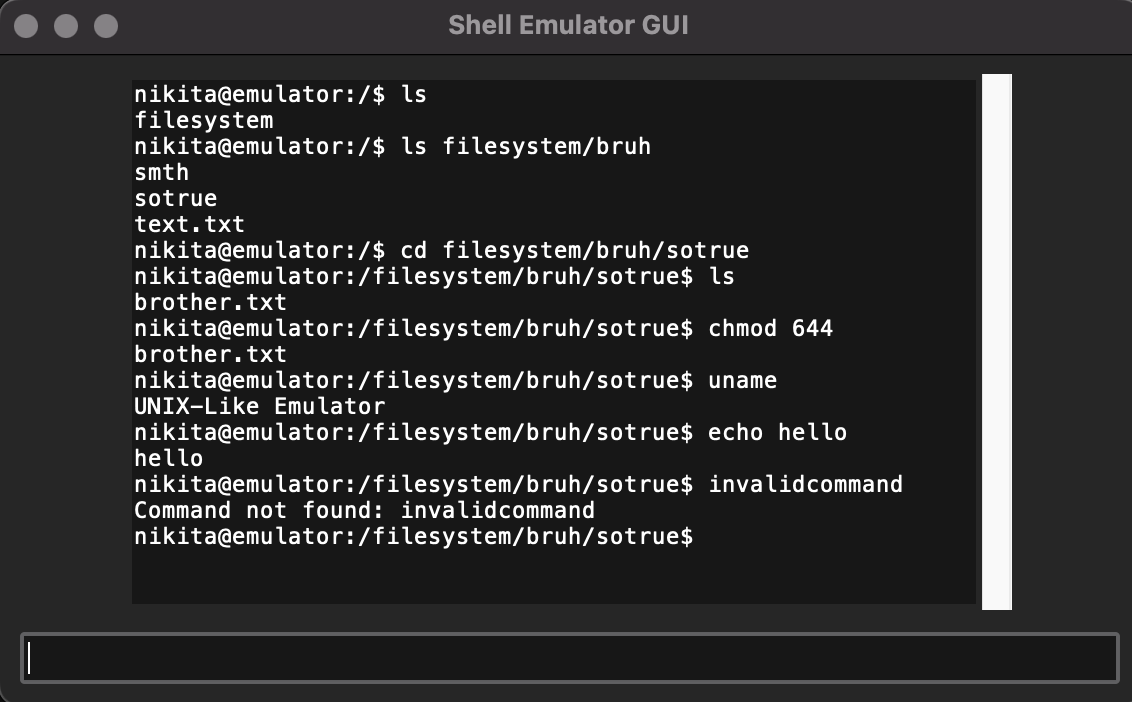 Shell Emulator GUI
nikita@emulator:/$ ls
filesystem
nikita@emulator:/$ ls filesystem/bruh
smth
sotrue
text.txt
nikita@emulator:/$ cd filesystem/bruh/sotrue
nikita@emulator:/filesystem/bruh/sotrue$ ls
brother.txt
nikita@emulator:/filesystem/bruh/sotrue$ chmod 644
brother.txt
nikita@emulator:/filesystem/bruh/sotrue$ uname
UNIX-Like Emulator
nikita@emulator:/filesystem/bruh/sotrue$ echo hello
hello
nikita@emulator:/filesystem/bruh/sotrue$ invalidcommand
Command not found: invalidcommand
nikita@emulator:/filesystem/bruh/sotrue$